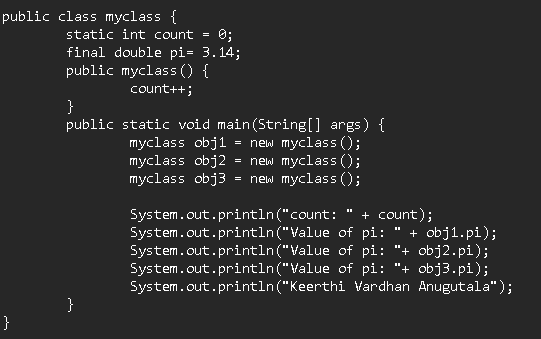 public class myclass {
static int count = 0;
final double pi= 3.14;
public myclass() {
count++;
}
public static void main(String[] args) {
myclass obj1 = new myclass();
myclass obj2 = new myclass();
myclass obj3 = new myclass();
System.out.println("count: " + count);
System.out.println("Value of pi: " + obj1.pi);
System.out.println("Value of pi: "+ obj2.pi);
System.out.println("Value of pi: "+ obj3.pi);
System.out.println("Keerthi Vardhan Anugutala");
}
}